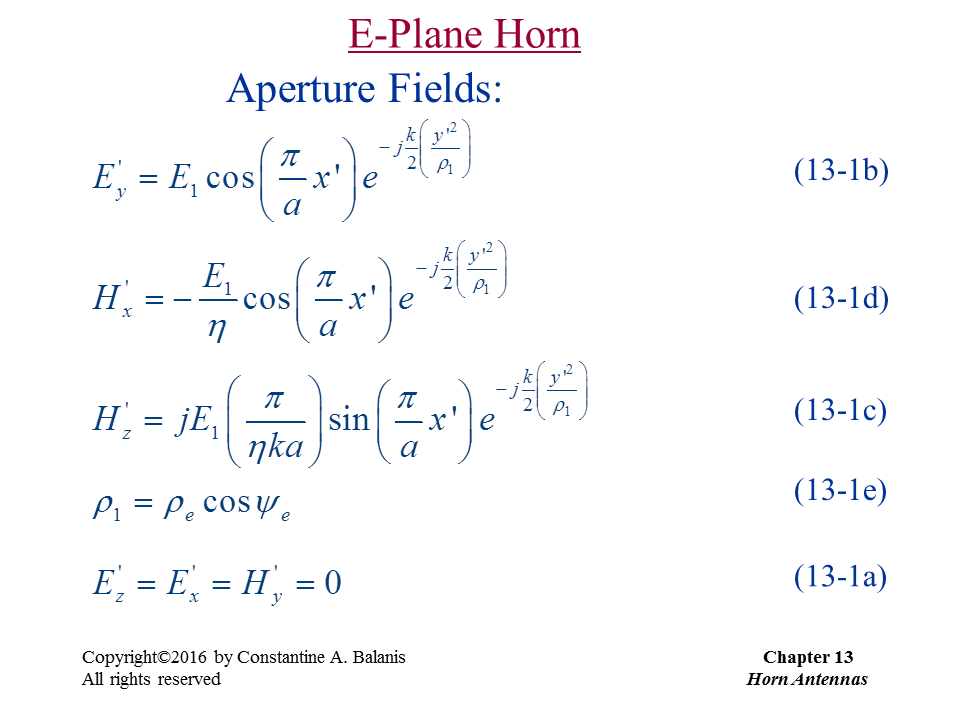 E-Plane Horn
Aperture Fields:
E'_y = E_1 cos(π/a x') e^{-j k/2 (y'^2/ρ_1)} (13-1b)
H'_x = -E_1/η cos(π/a x') e^{-j k/2 (y'^2/ρ_1)} (13-1d)
H'_z = jE_1 (π/ηka) sin(π/a x') e^{-j k/2 (y'^2/ρ_1)} (13-1c)
ρ_1 = ρ_e cos ψ_e (13-1e)
E'_z = E'_x = H'_y = 0 (13-1a)
Copyright©2016 by Constantine A. Balanis
All rights reserved
Chapter 13
Horn Antennas